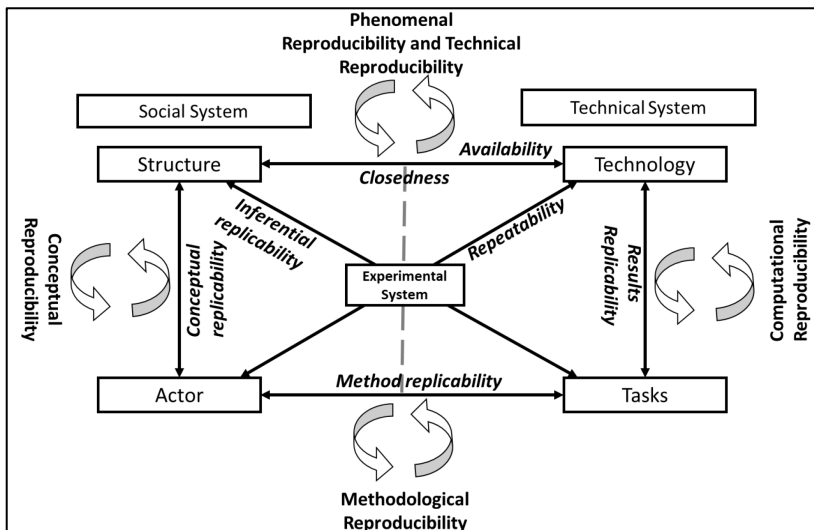 Phenomenal
Reproducibility and Technical
Reproducibility
Social System
Technical System
Structure
Availability
Closedness
Technology
Inferential
replicability
Repeatability
Conceptual
Reproducibility
Conceptual
replicability
Experimental
System
Results
Replicability
Computational
Reproducibility
Actor
Method replicability
Tasks
Methodological
Reproducibility